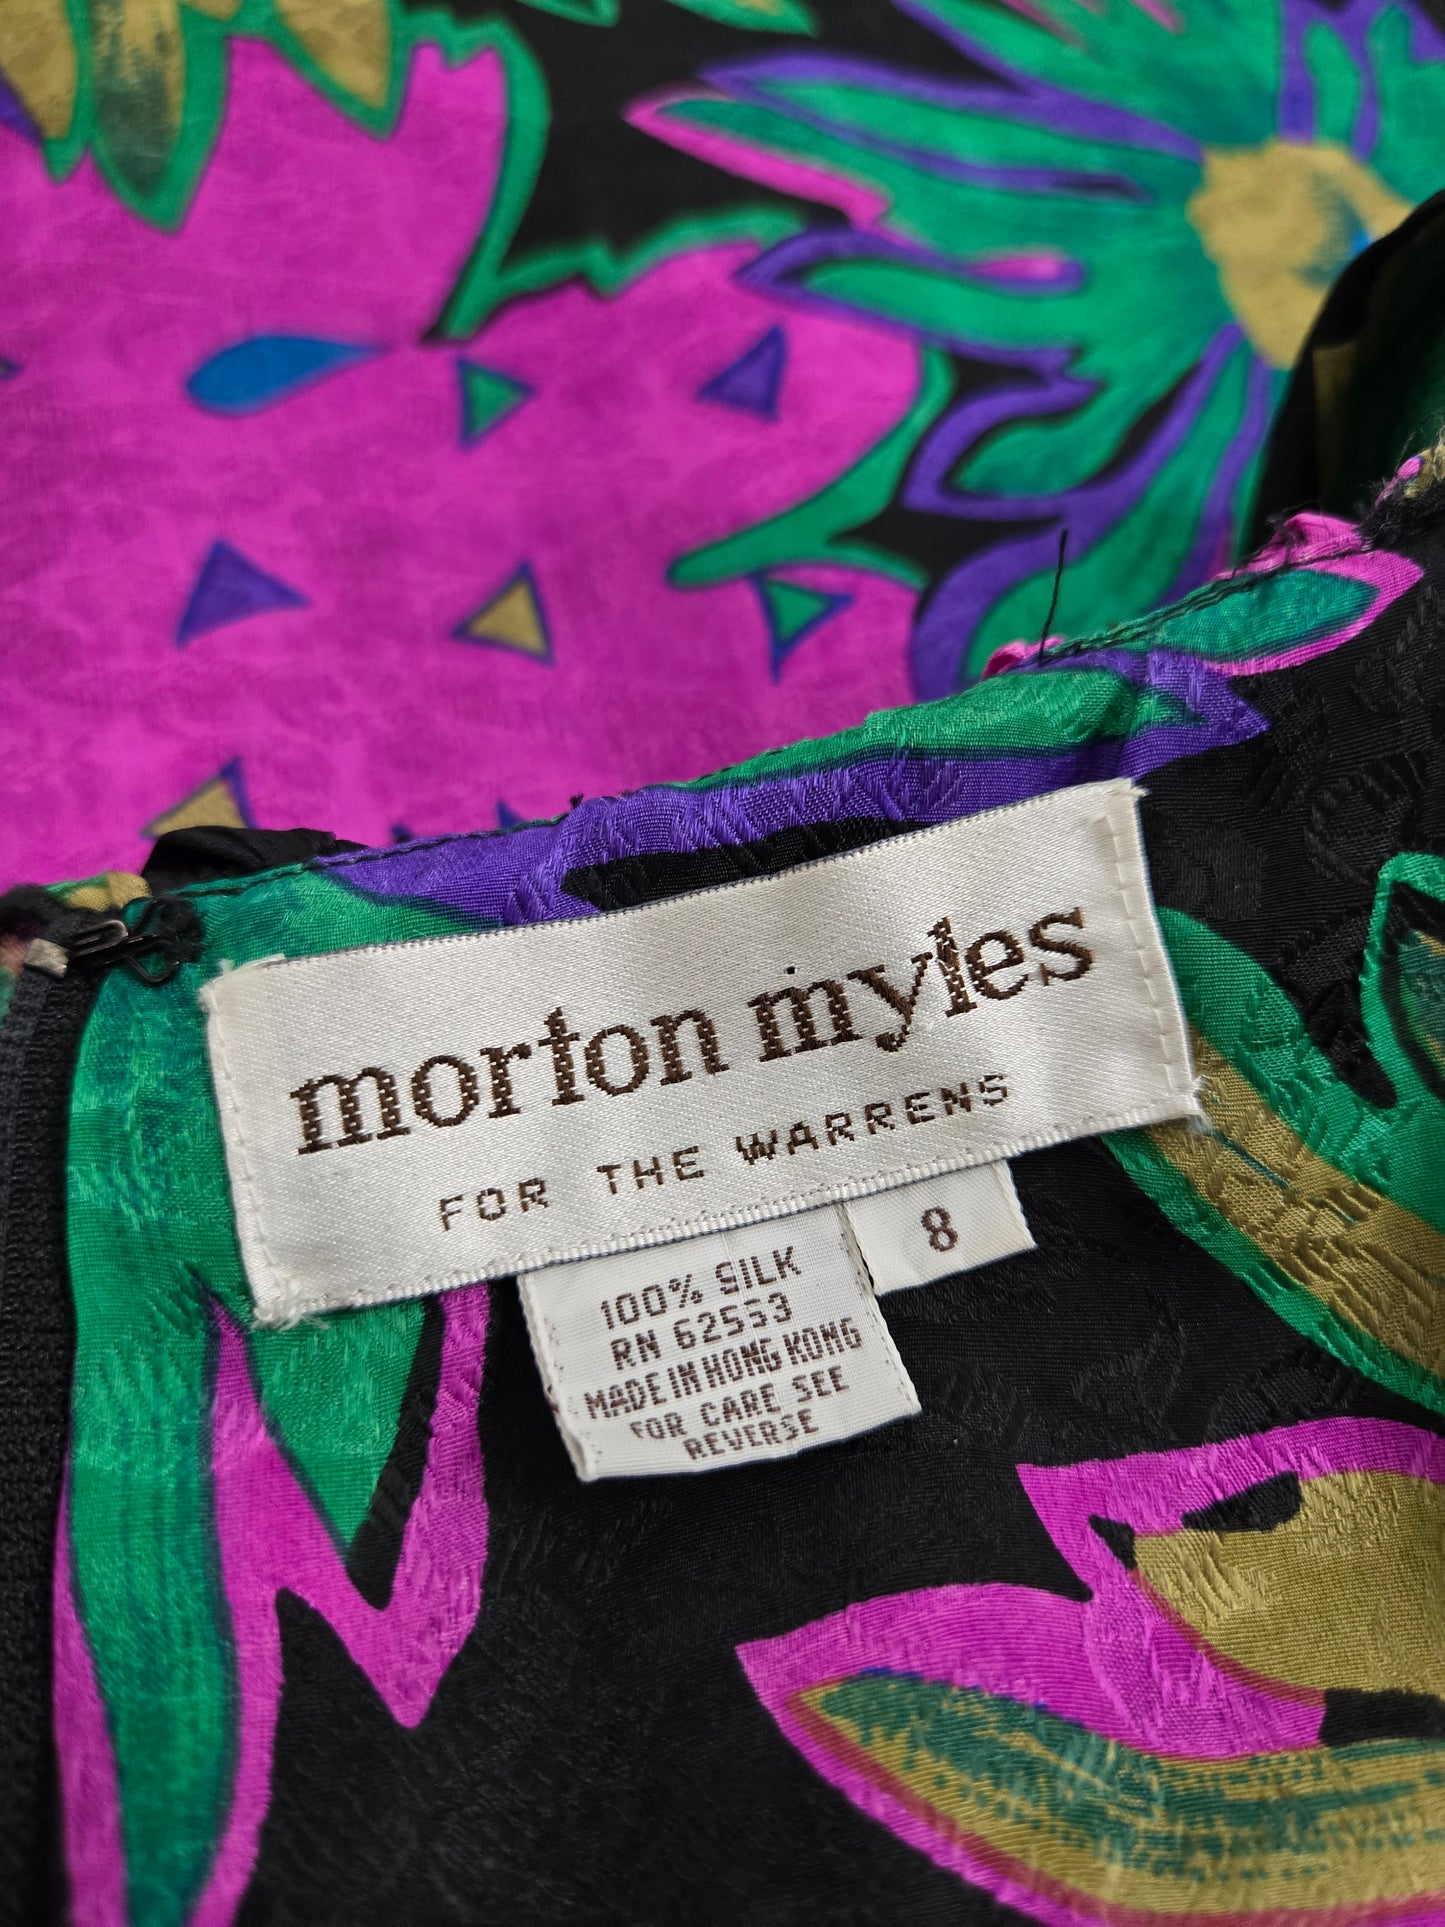 morton myles
FOR THE WARRENS
8
100% SILK
RN 62553
MADE IN HONG KONG
FOR CARE SEE
REVERSE